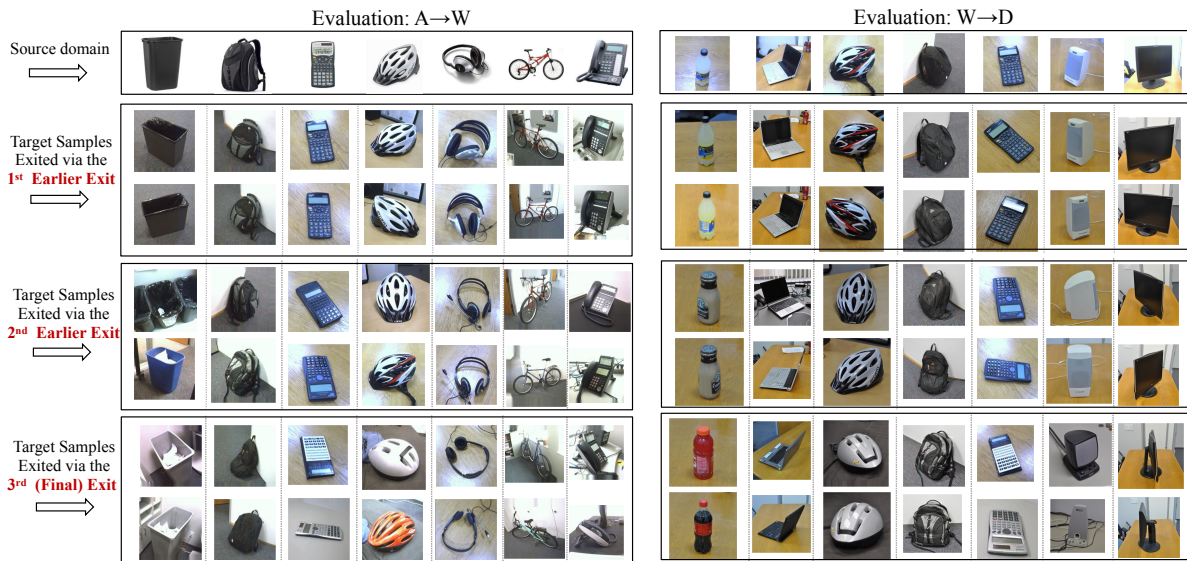 Evaluation: A→W
Evaluation: W→D
Source domain
Target Samples
Exited via the
1st Earlier Exit
Target Samples
Exited via the
2nd Earlier Exit
Target Samples
Exited via the
3rd (Final) Exit